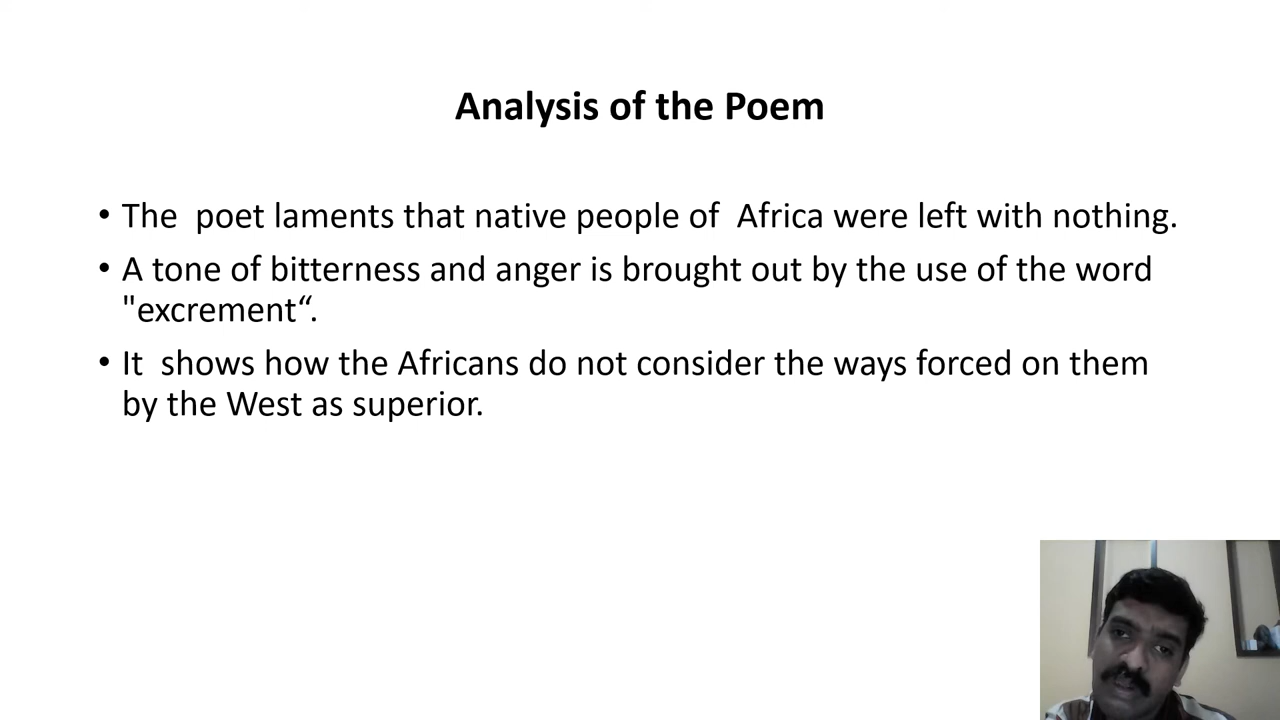 Analysis of the Poem
• The  poet laments that native people of  Africa were left with nothing.
• A tone of bitterness and anger is brought out by the use of the word
"excrement“.
• It  shows how the Africans do not consider the ways forced on them
by the West as superior.